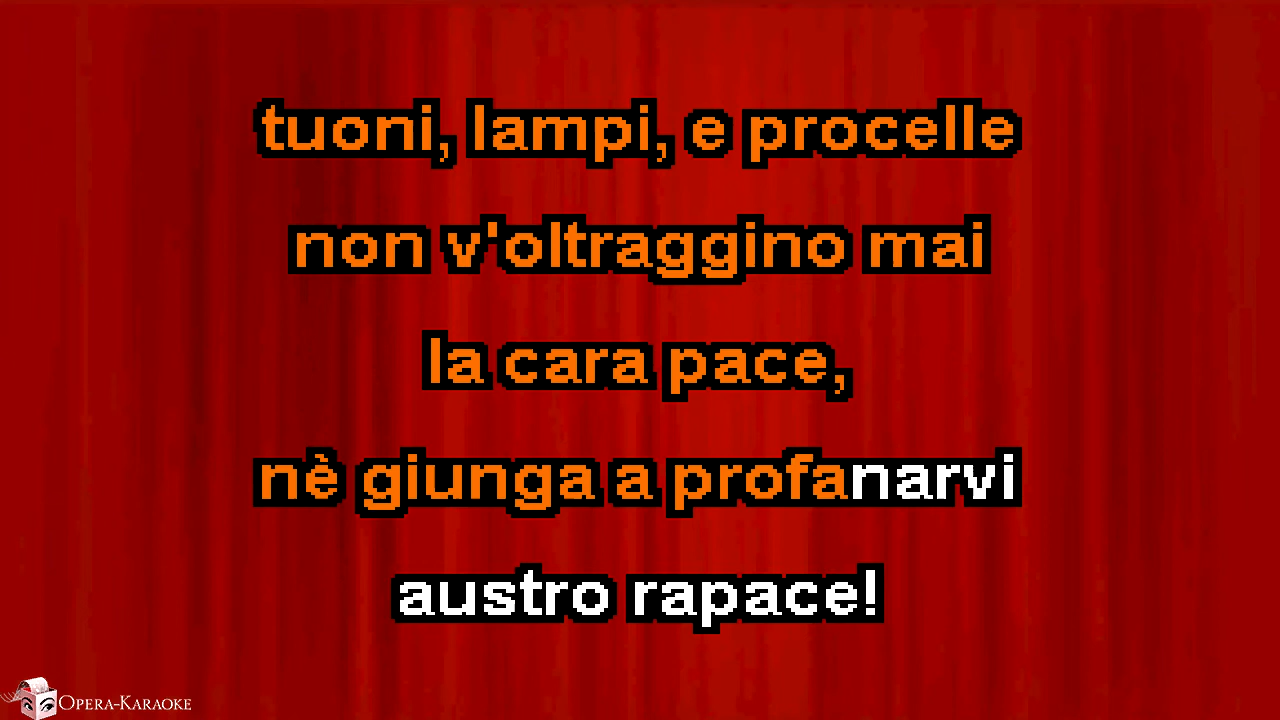 tuoni, lampi, e procelle
non v'oltraggino mai
la cara pace,
nè giunga a profanarvi
austro rapace!
OPERA-KARAOKE